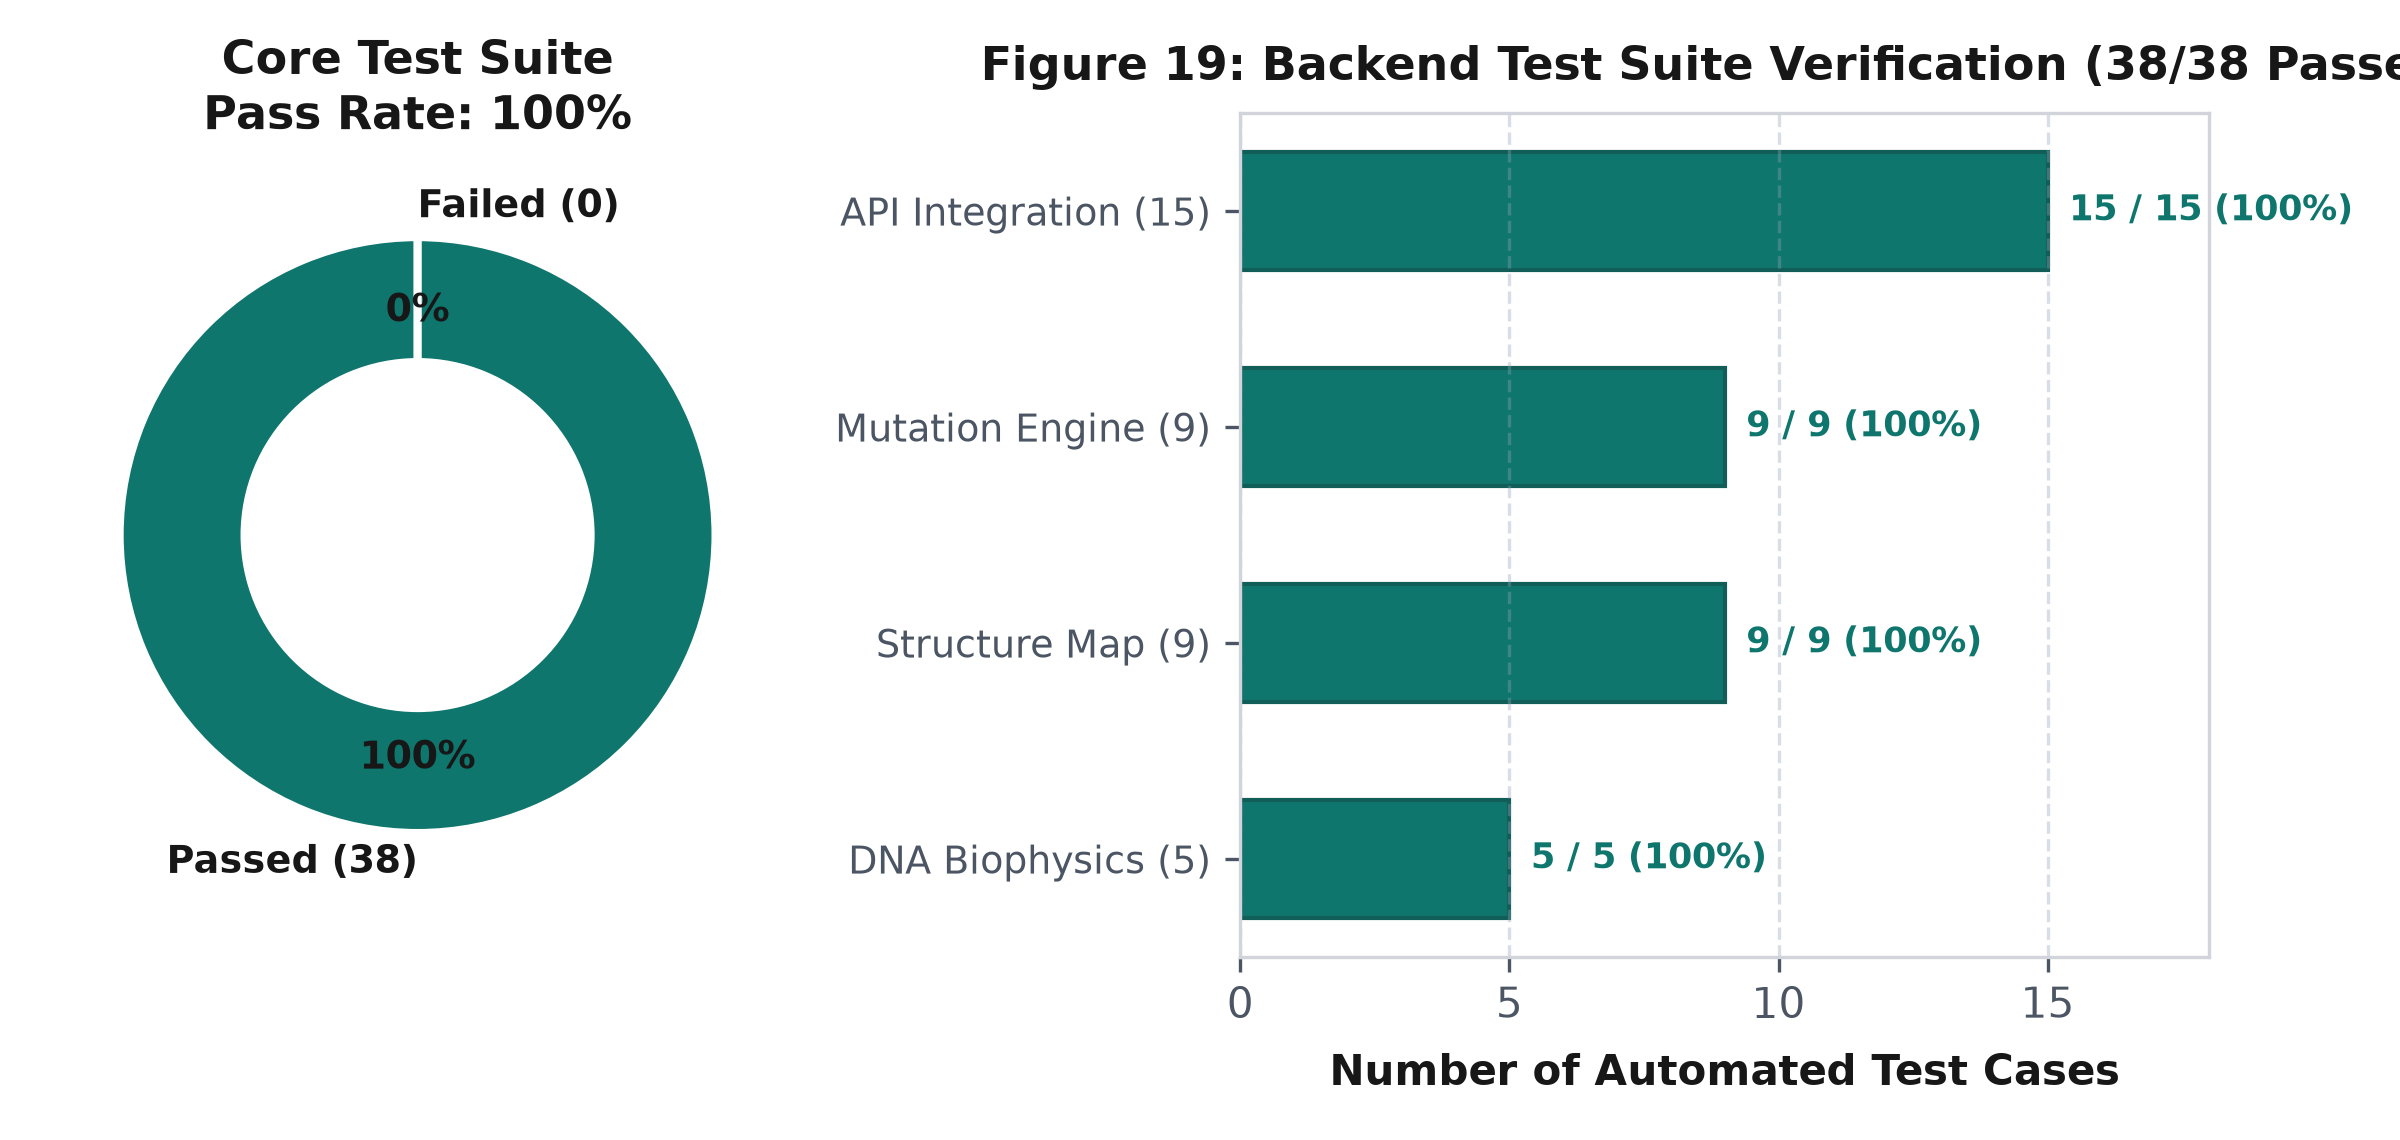 Core Test Suite
Pass Rate: 100%
Failed (0)
0%
100%
Passed (38)
Figure 19: Backend Test Suite Verification (38/38 Passe
API Integration (15)
15 / 15 (100%)
Mutation Engine (9)
9 / 9 (100%)
Structure Map (9)
9 / 9 (100%)
DNA Biophysics (5)
5 / 5 (100%)
0 5 10 15
Number of Automated Test Cases